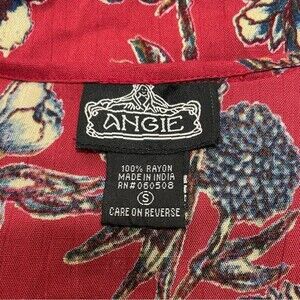 ANGIE
100% RAYON
MADE IN INDIA
RN#060508
S
CARE ON REVERSE